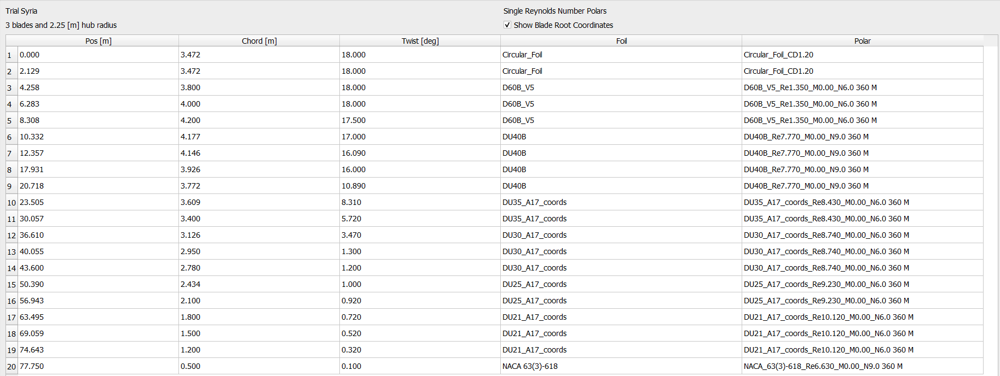 Trial Syria
Single Reynolds Number Polars
3 blades and 2.25 [m] hub radius
Show Blade Root Coordinates
Pos [m] Chord [m] Twist [deg] Foil Polar
1 0.000 3.472 18.000 Circular_Foil Circular_Foil_CD1.20
2 2.129 3.472 18.000 Circular_Foil Circular_Foil_CD1.20
3 4.258 3.800 18.000 D60B_V5 D60B_V5_Re1.350_M0.00_N6.0 360 M
4 6.283 4.000 18.000 D60B_V5 D60B_V5_Re1.350_M0.00_N6.0 360 M
5 8.308 4.200 17.500 D60B_V5 D60B_V5_Re1.350_M0.00_N6.0 360 M
6 10.332 4.177 17.000 DU40B DU40B_Re7.770_M0.00_N9.0 360 M
7 12.357 4.146 16.090 DU40B DU40B_Re7.770_M0.00_N9.0 360 M
8 17.931 3.926 16.000 DU40B DU40B_Re7.770_M0.00_N9.0 360 M
9 20.718 3.772 10.890 DU40B DU40B_Re7.770_M0.00_N9.0 360 M
10 23.505 3.609 8.310 DU35_A17_coords DU35_A17_coords_Re8.430_M0.00_N6.0 360 M
11 30.057 3.400 5.720 DU35_A17_coords DU35_A17_coords_Re8.430_M0.00_N6.0 360 M
12 36.610 3.126 3.470 DU30_A17_coords DU30_A17_coords_Re8.740_M0.00_N6.0 360 M
13 40.055 2.950 1.300 DU30_A17_coords DU30_A17_coords_Re8.740_M0.00_N6.0 360 M
14 43.600 2.780 1.200 DU30_A17_coords DU30_A17_coords_Re8.740_M0.00_N6.0 360 M
15 50.390 2.434 1.000 DU25_A17_coords DU25_A17_coords_Re9.230_M0.00_N6.0 360 M
16 56.943 2.100 0.920 DU25_A17_coords DU25_A17_coords_Re9.230_M0.00_N6.0 360 M
17 63.495 1.800 0.720 DU21_A17_coords DU21_A17_coords_Re10.120_M0.00_N6.0 360 M
18 69.059 1.500 0.520 DU21_A17_coords DU21_A17_coords_Re10.120_M0.00_N6.0 360 M
19 74.643 1.200 0.320 DU21_A17_coords DU21_A17_coords_Re10.120_M0.00_N6.0 360 M
20 77.750 0.500 0.100 NACA 63(3)-618 NACA_63(3)-618_Re6.630_M0.00_N9.0 360 M